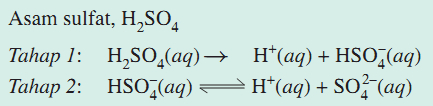 Asam sulfat, H₂SO₄
Tahap 1: H₂SO₄(aq) → H⁺(aq) + HSO₄⁻(aq)
Tahap 2: HSO₄⁻(aq) ⇌ H⁺(aq) + SO₄²⁻(aq)